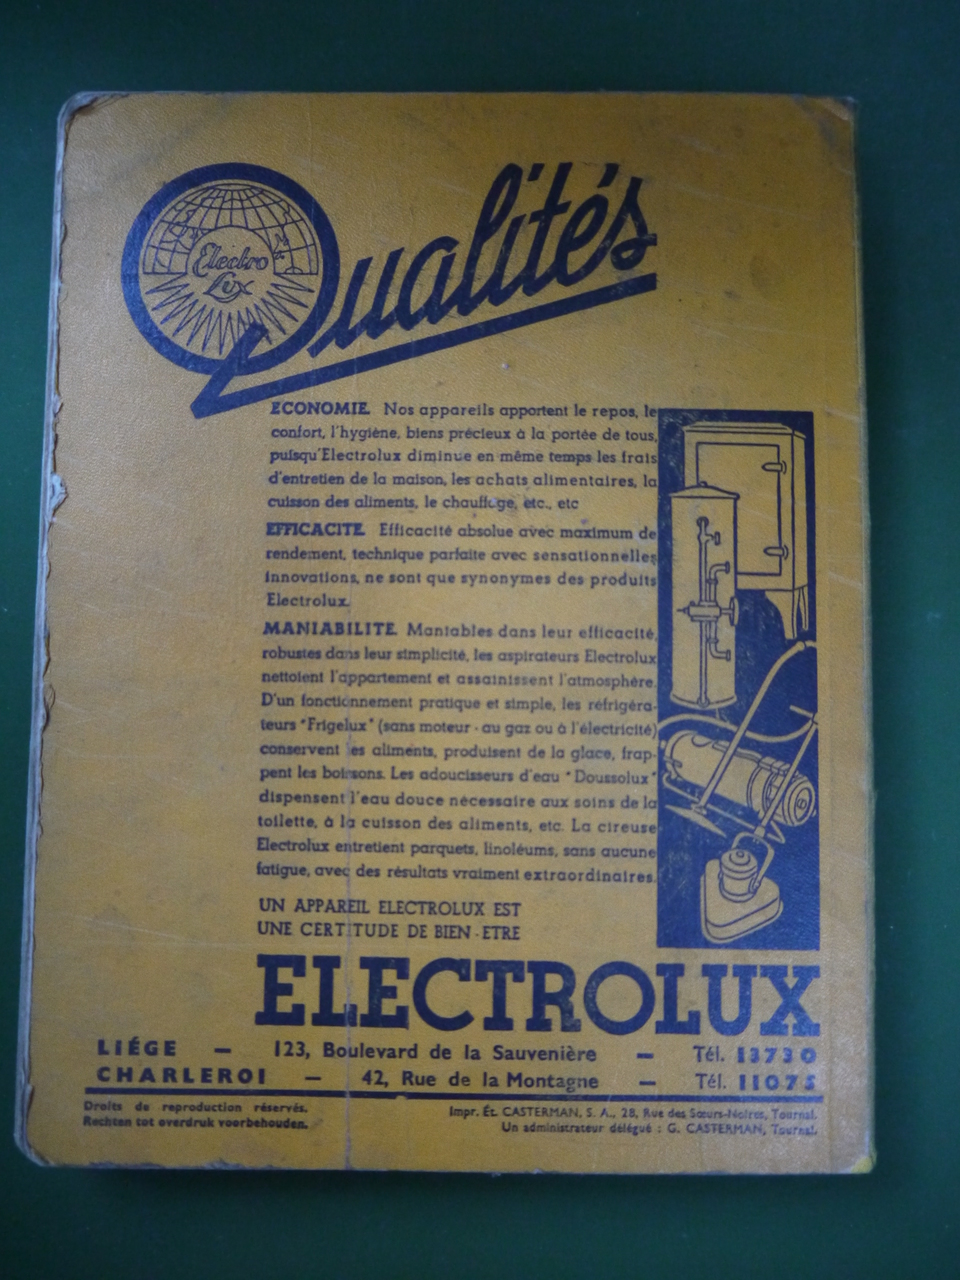 Electro
Lux
Qualités
ECONOMIE. Nos appareils apportent le repos, le
confort, l'hygiène, biens précieux à la portée de tous,
puisqu'Electrolux diminue en même temps les frais
d'entretien de la maison, les achats alimentaires, la
cuisson des aliments, le chauffage, etc., etc
EFFICACITE. Efficacité absolue avec maximum de
rendement, technique parfaite avec sensationnelles
innovations, ne sont que synonymes des produits
Electrolux.
MANIABILITE. Maniables dans leur efficacité,
robustes dans leur simplicité, les aspirateurs Electrolux
nettoient l'appartement et assainissent l'atmosphère.
D'un fonctionnement pratique et simple, les réfrigéra-
teurs "Frigelux" (sans moteur - au gaz ou à l'électricité)
conservent les aliments, produisent de la glace, frap-
pent les boissons. Les adoucisseurs d'eau "Doussolux"
dispensent l'eau douce nécessaire aux soins de la
toilette, à la cuisson des aliments, etc. La cireuse
Electrolux entretient parquets, linoléums, sans aucune
fatigue, avec des résultats vraiment extraordinaires.
UN APPAREIL ELECTROLUX EST
UNE CERTITUDE DE BIEN-ETRE
ELECTROLUX
LIÉGE — 123, Boulevard de la Sauvenière — Tél. 13730
CHARLEROI — 42, Rue de la Montagne — Tél. 11075
Droits de reproduction réservés.
Rechten tot overdruk voorbehouden.
Impr. Ét. CASTERMAN, S. A., 28, Rue des Sœurs-Noires, Tournai.
Un administrateur délégué : G. CASTERMAN, Tournai.